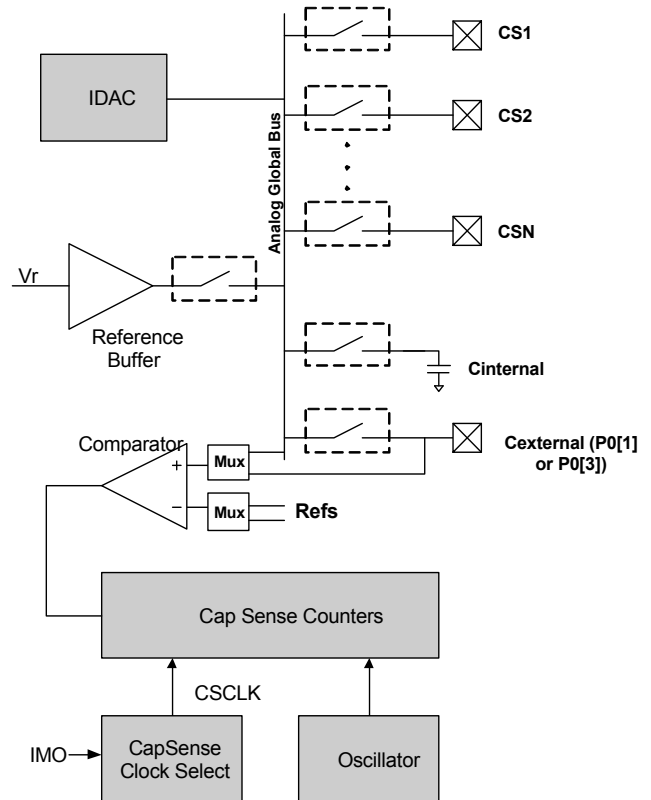 CS1
IDAC
CS2
Analog Global Bus
CSN
Vr
Reference
Buffer
Cinternal
Comparator
Mux
Cexternal (P0[1]
or P0[3])
+
−
Mux
Refs
Cap Sense Counters
CSCLK
IMO
CapSense
Clock Select
Oscillator